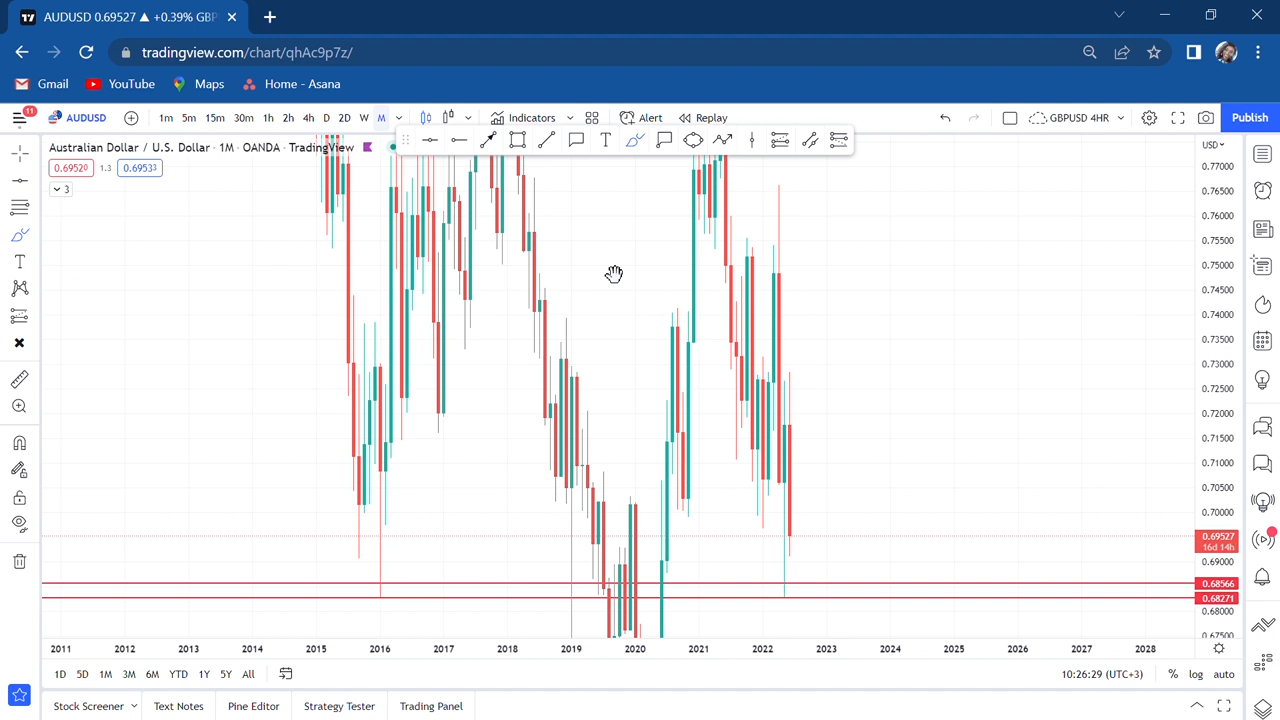 AUDUSD 0.69527 ▲ +0.39% GBP
tradingview.com/chart/qhAc9p7z/
Gmail YouTube Maps Home - Asana
11
AUDUSD 1m 5m 15m 30m 1h 2h 4h D 2D W M Indicators Alert Replay GBPUSD 4HR Publish
Australian Dollar / U.S. Dollar · 1M · OANDA · TradingView
0.69520 1.3 0.69533
3
USD
0.77000
0.76500
0.76000
0.75500
0.75000
0.74500
0.74000
0.73500
0.73000
0.72500
0.72000
0.71500
0.71000
0.70500
0.70000
0.69527
16d 14h
0.69000
0.68566
0.68271
0.68000
0.67500
2011 2012 2013 2014 2015 2016 2017 2018 2019 2020 2021 2022 2023 2024 2025 2026 2027 2028
1D 5D 1M 3M 6M YTD 1Y 5Y All 10:26:29 (UTC+3) % log auto
Stock Screener Text Notes Pine Editor Strategy Tester Trading Panel